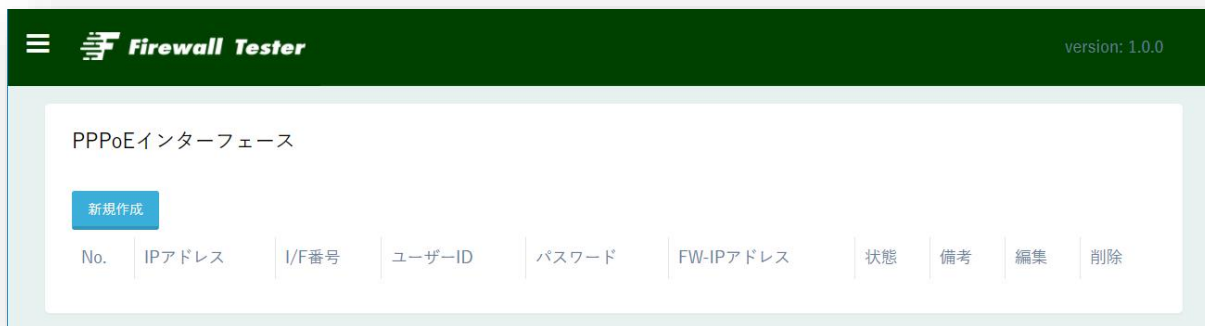 Firewall Tester version: 1.0.0
PPPoEインターフェース
新規作成
No. IPアドレス I/F番号 ユーザーID パスワード FW-IPアドレス 状態 備考 編集 削除